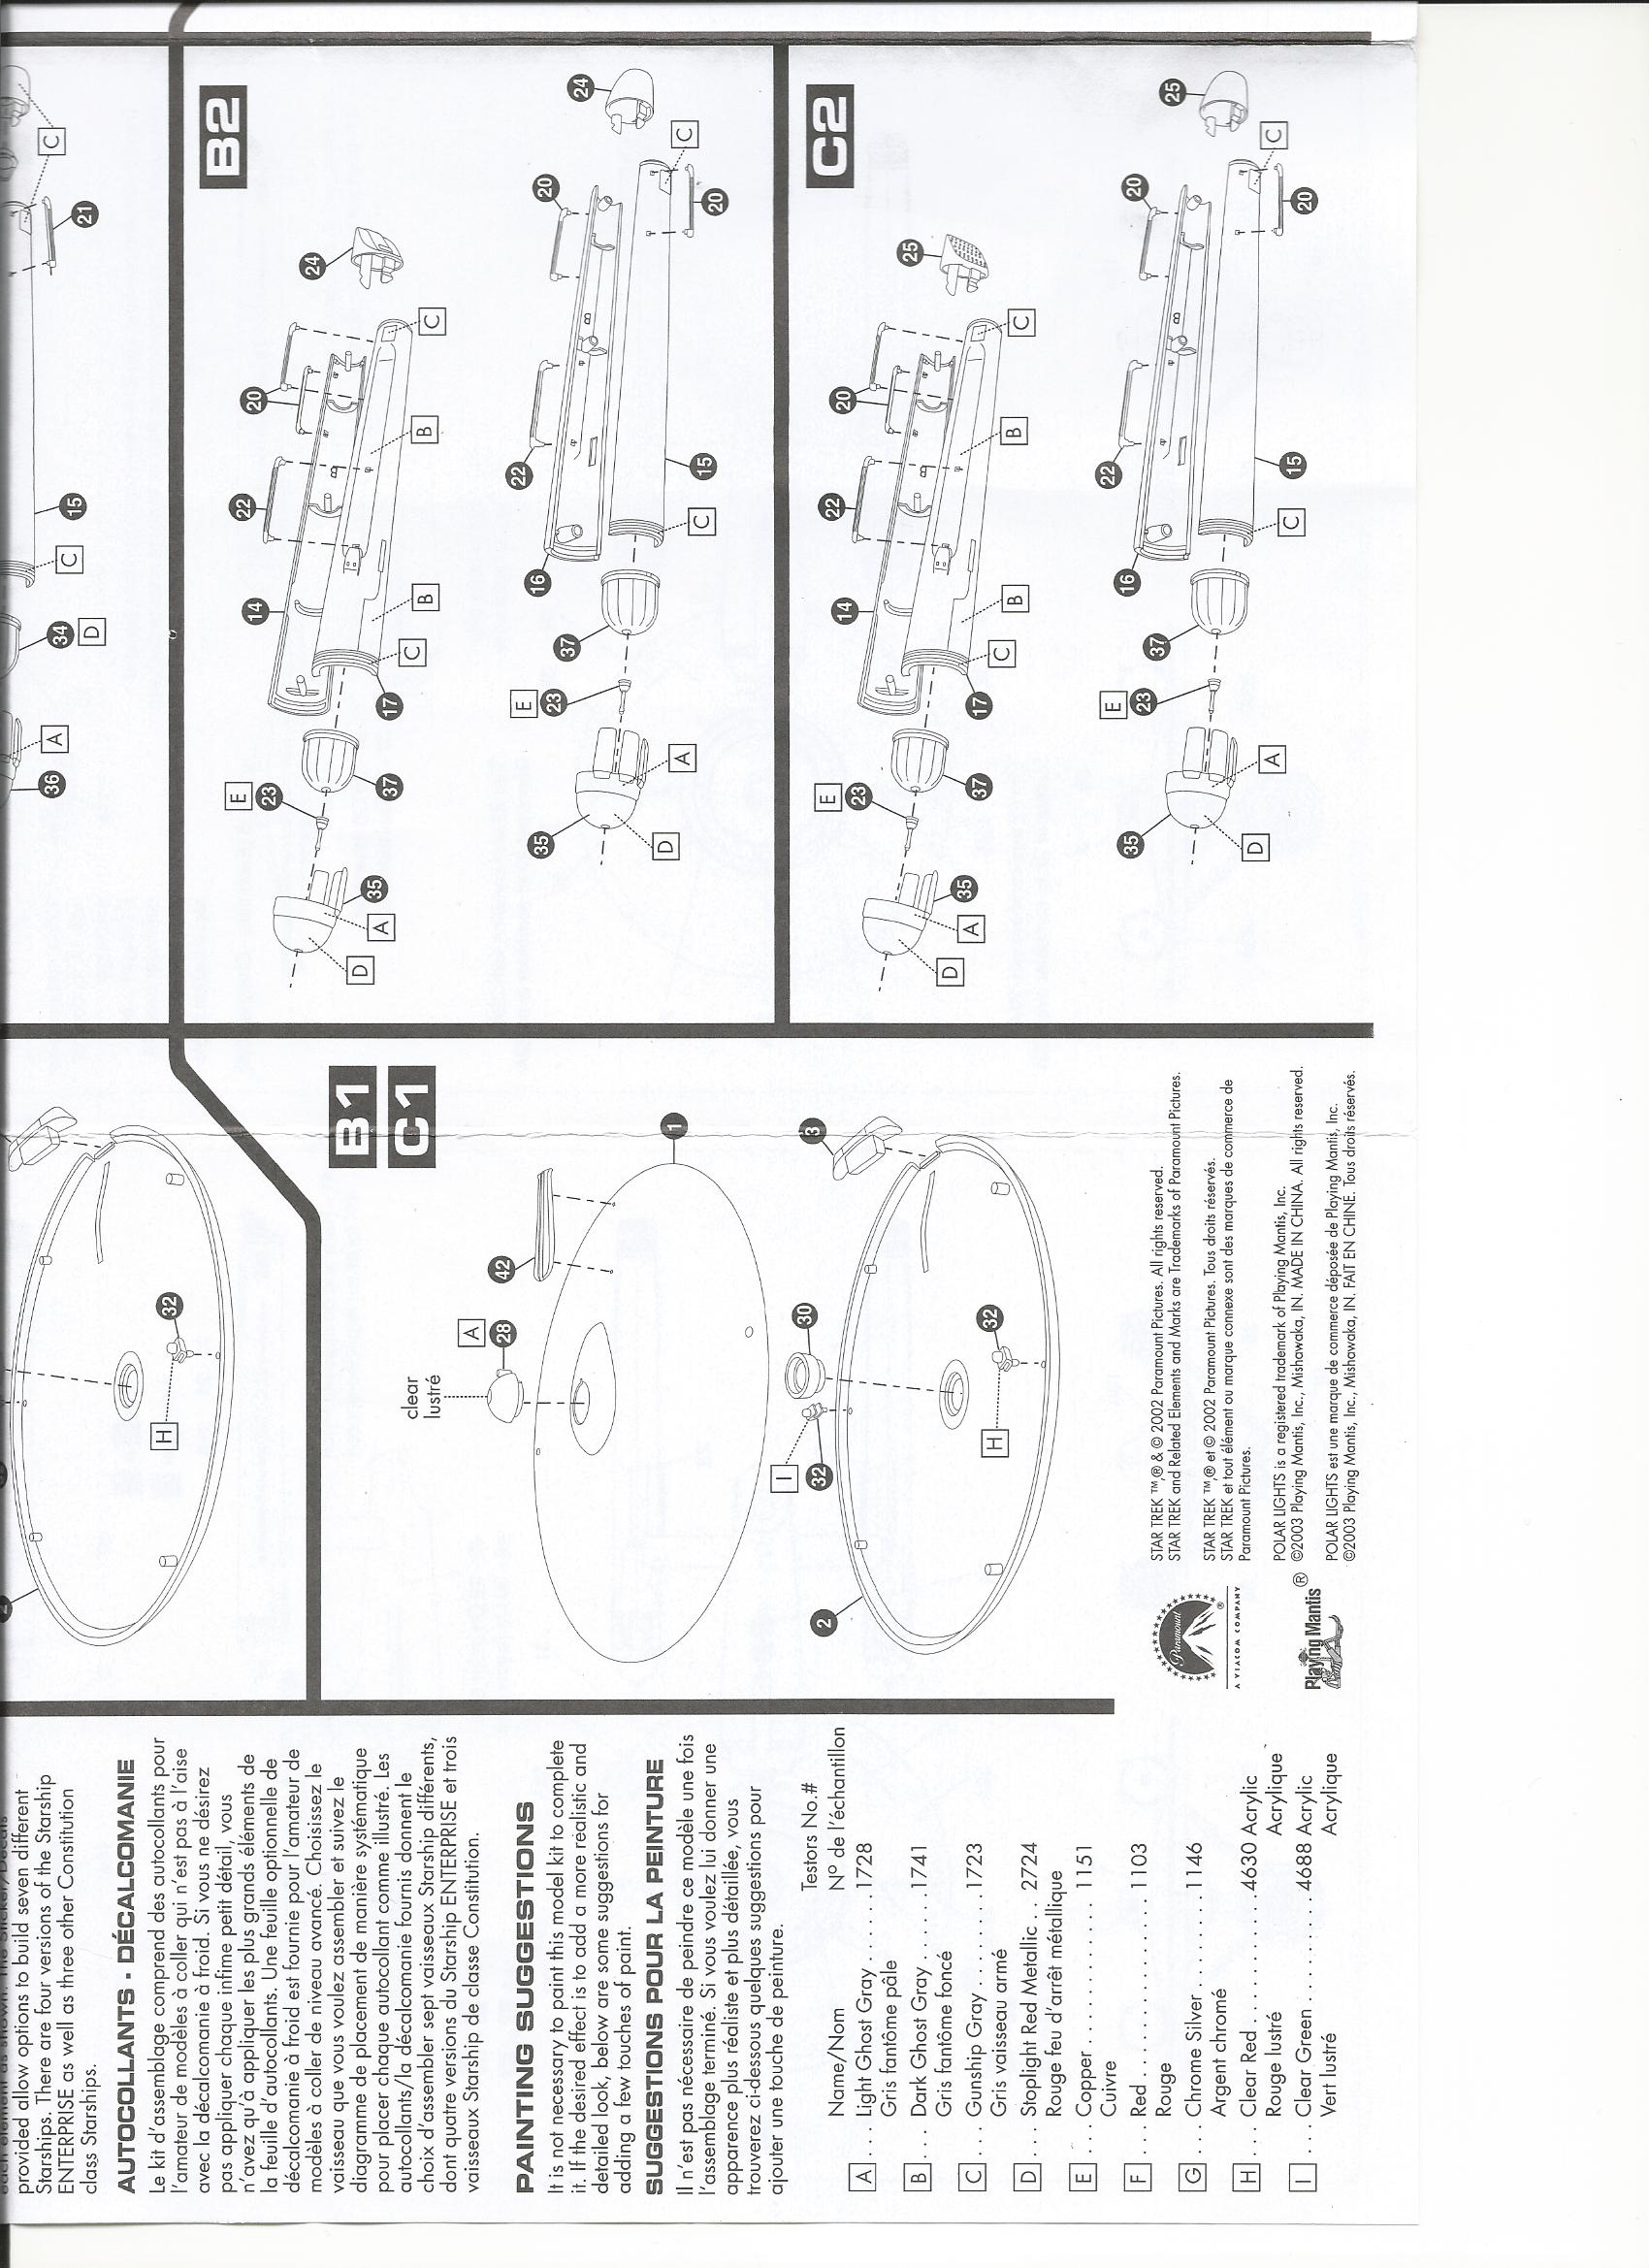 provided allow options to build seven different
Starships. There are four versions of the Starship
ENTERPRISE as well as three other Constitution
class Starships.
AUTOCOLLANTS - DÉCALCOMANIE
Le kit d'assemblage comprend des autocollants pour
l'amateur de modèles à coller qui n'est pas à l'aise
avec la décalcomanie à froid. Si vous ne désirez
pas appliquer chaque infime petit détail, vous
n'avez qu'à appliquer les plus grands éléments de
la feuille d'autocollants. Une feuille optionnelle de
décalcomanie à froid est fournie pour l'amateur de
modèles à coller de niveau avancé. Choisissez le
vaisseau que vous voulez assembler et suivez le
diagramme de placement de manière systématique
pour placer chaque autocollant comme illustré. Les
autocollants/la décalcomanie fournis donnent le
choix d'assembler sept vaisseaux Starship différents,
dont quatre versions du Starship ENTERPRISE et trois
vaisseaux Starship de classe Constitution.
PAINTING SUGGESTIONS
It is not necessary to paint this model kit to complete
it. If the desired effect is to add a more realistic and
detailed look, below are some suggestions for
adding a few touches of paint.
SUGGESTIONS POUR LA PEINTURE
Il n'est pas nécessaire de peindre ce modèle une fois
l'assemblage terminé. Si vous voulez lui donner une
apparence plus réaliste et plus détaillée, vous
trouverez ci-dessous quelques suggestions pour
ajouter une touche de peinture.
Testors No.#
Name/Nom Nº de l'échantillon
A . . . Light Ghost Gray . . . . . . . .1728
Gris fantôme pâle
B . . . Dark Ghost Gray . . . . . . .1741
Gris fantôme foncé
C . . . . Gunship Gray . . . . . . . . .1723
Gris vaisseau armé
D . . . . Stoplight Red Metallic . . . 2724
Rouge feu d'arrêt métallique
E . . . . Copper . . . . . . . . . . . . . 1151
Cuivre
F . . . . Red . . . . . . . . . . . . . . . . 1103
Rouge
G . . . Chrome Silver . . . . . . . . . 1146
Argent chromé
H . . . . Clear Red . . . . . . . . . . . .4630 Acrylic
Rouge lustré Acrylique
I . . . . Clear Green . . . . . . . . . . 4688 Acrylic
Vert lustré Acrylique
2
32
H
B1
C1
clear
lustré
A
28
42
1
I
32
30
3
2
32
H
Paramount
®
A VIACOM COMPANY
STAR TREK ™,® & © 2002 Paramount Pictures. All rights reserved.
STAR TREK and Related Elements and Marks are Trademarks of Paramount Pictures.
STAR TREK ™,® et © 2002 Paramount Pictures. Tous droits réservés.
STAR TREK et tout élément ou marque connexe sont des marques de commerce de
Paramount Pictures.
Playing Mantis ®
POLAR LIGHTS is a registered trademark of Playing Mantis, Inc.
©2003 Playing Mantis, Inc., Mishawaka, IN. MADE IN CHINA. All rights reserved.
POLAR LIGHTS est une marque de commerce déposée de Playing Mantis, Inc.
©2003 Playing Mantis, Inc., Mishawaka, IN. FAIT EN CHINE. Tous droits réservés.
36
A
34
D
C
15
21
C
B2
E
23
14
22
20
24
35
A
D
37
17
C
B
B
C
35
D
A
E
23
37
16
22
20
24
C
15
C
20
C2
E
23
14
22
20
25
35
A
D
37
17
C
B
B
C
35
D
A
E
23
37
16
22
20
25
C
15
C
20